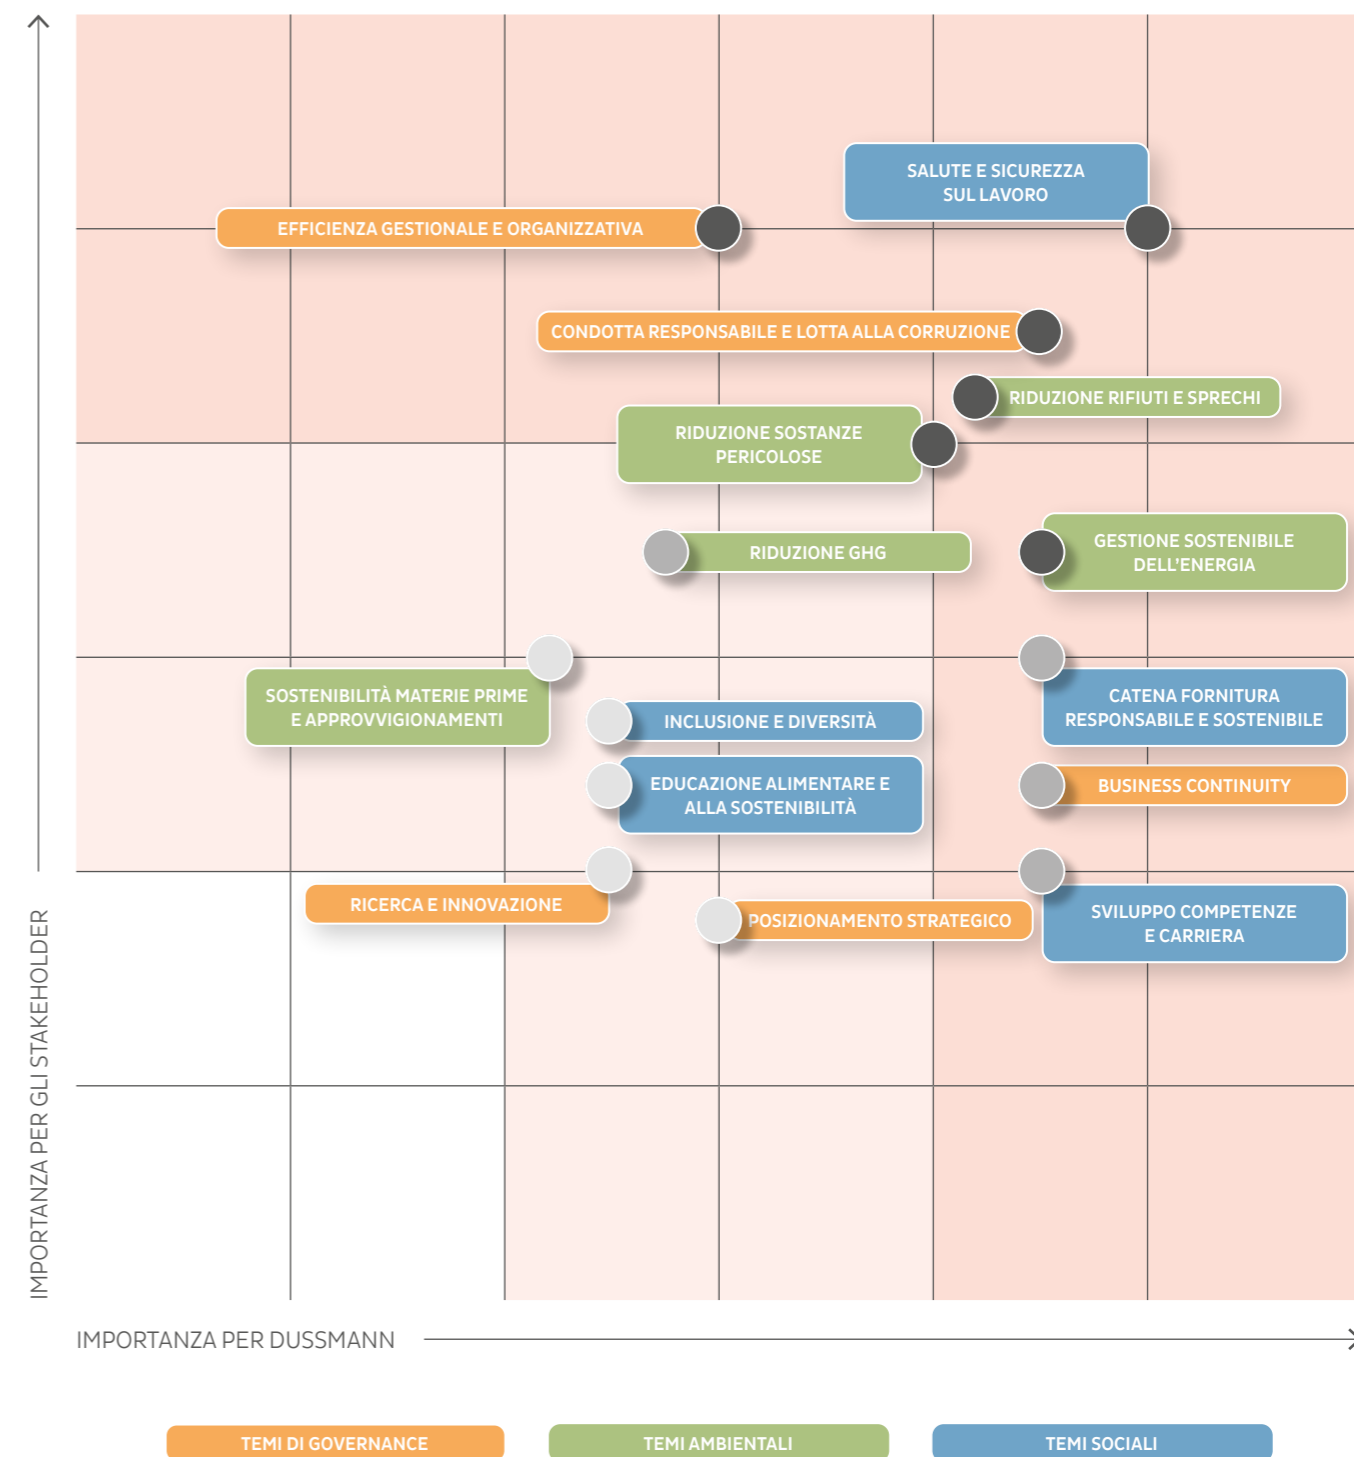 SALUTE E SICUREZZA
SUL LAVORO
EFFICIENZA GESTIONALE E ORGANIZZATIVA
CONDOTTA RESPONSABILE E LOTTA ALLA CORRUZIONE
RIDUZIONE RIFIUTI E SPRECHI
RIDUZIONE SOSTANZE
PERICOLOSE
RIDUZIONE GHG
GESTIONE SOSTENIBILE
DELL'ENERGIA
SOSTENIBILITÀ MATERIE PRIME
E APPROVVIGIONAMENTI
INCLUSIONE E DIVERSITÀ
CATENA FORNITURA
RESPONSABILE E SOSTENIBILE
EDUCAZIONE ALIMENTARE E
ALLA SOSTENIBILITÀ
BUSINESS CONTINUITY
RICERCA E INNOVAZIONE
POSIZIONAMENTO STRATEGICO
SVILUPPO COMPETENZE
E CARRIERA
IMPORTANZA PER GLI STAKEHOLDER
IMPORTANZA PER DUSSMANN
TEMI DI GOVERNANCE
TEMI AMBIENTALI
TEMI SOCIALI